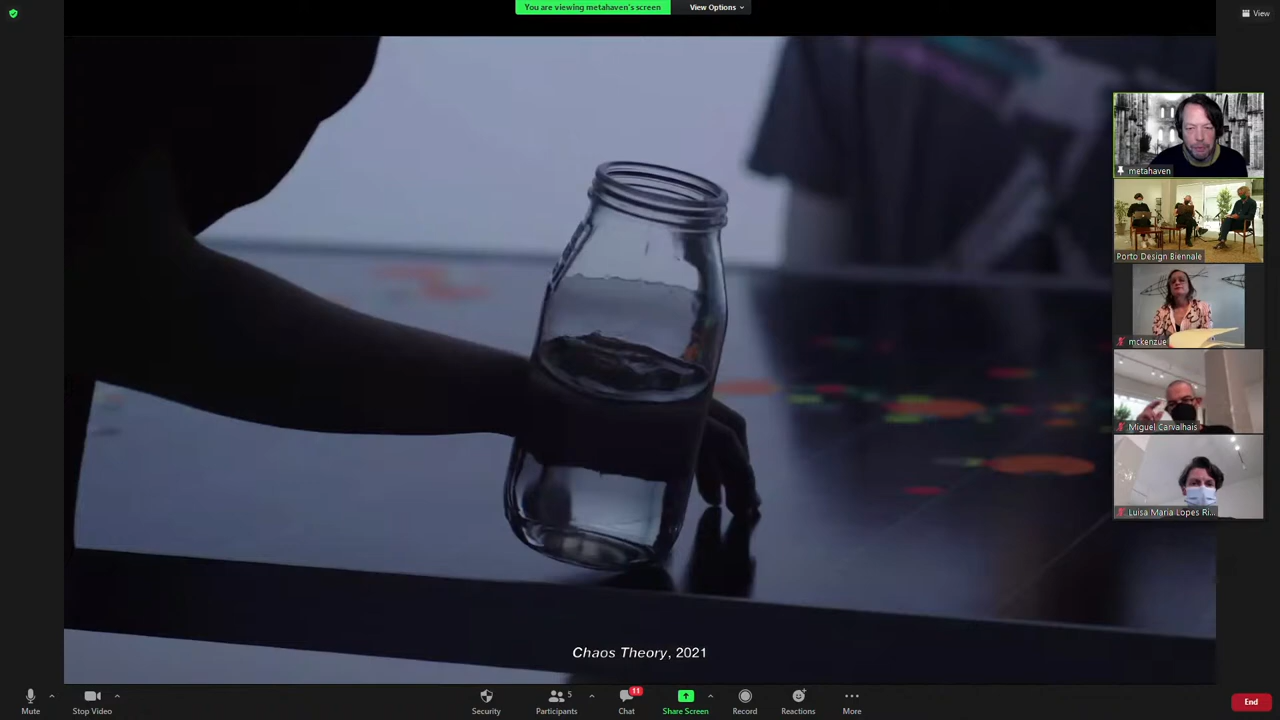 You are viewing metahaven's screen
View Options
View
metahaven
Porto Design Biennale
mckenzue
Miguel Carvalhais
Luisa Maria Lopes Ri...
Chaos Theory, 2021
Mute
Stop Video
Security
Participants
5
Chat
11
Share Screen
Record
Reactions
More
End